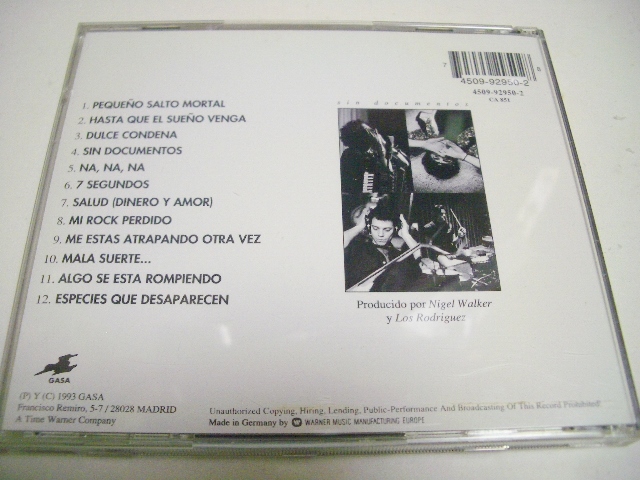 7 4509-92950-2 8
4509-92950-2
CA 851
sin documentos
1. PEQUEÑO SALTO MORTAL
2. HASTA QUE EL SUEÑO VENGA
3. DULCE CONDENA
4. SIN DOCUMENTOS
5. NA, NA, NA
6. 7 SEGUNDOS
7. SALUD (DINERO Y AMOR)
8. MI ROCK PERDIDO
9. ME ESTAS ATRAPANDO OTRA VEZ
10. MALA SUERTE...
11. ALGO SE ESTA ROMPIENDO
12. ESPECIES QUE DESAPARECEN
Producido por Nigel Walker
y Los Rodríguez
GASA
(P) Y (C) 1993 GASA
Francisco Remiro, 5-7 / 28028 MADRID
A Time Warner Company
Unauthorized Copying, Hiring, Lending, Public-Performance And Broadcasting Of This Record Prohibited
Made in Germany by WARNER MUSIC MANUFACTURING EUROPE